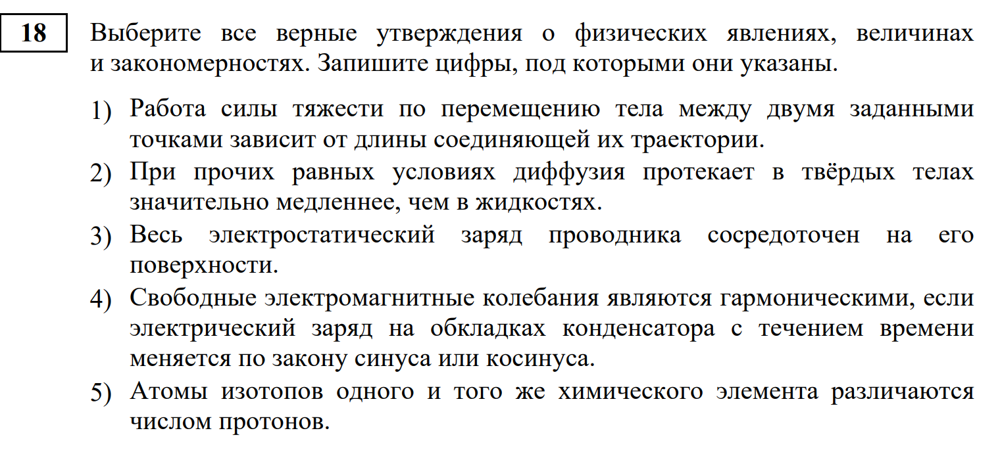 18 Выберите все верные утверждения о физических явлениях, величинах
и закономерностях. Запишите цифры, под которыми они указаны.
1) Работа силы тяжести по перемещению тела между двумя заданными
точками зависит от длины соединяющей их траектории.
2) При прочих равных условиях диффузия протекает в твёрдых телах
значительно медленнее, чем в жидкостях.
3) Весь электростатический заряд проводника сосредоточен на его
поверхности.
4) Свободные электромагнитные колебания являются гармоническими, если
электрический заряд на обкладках конденсатора с течением времени
меняется по закону синуса или косинуса.
5) Атомы изотопов одного и того же химического элемента различаются
числом протонов.